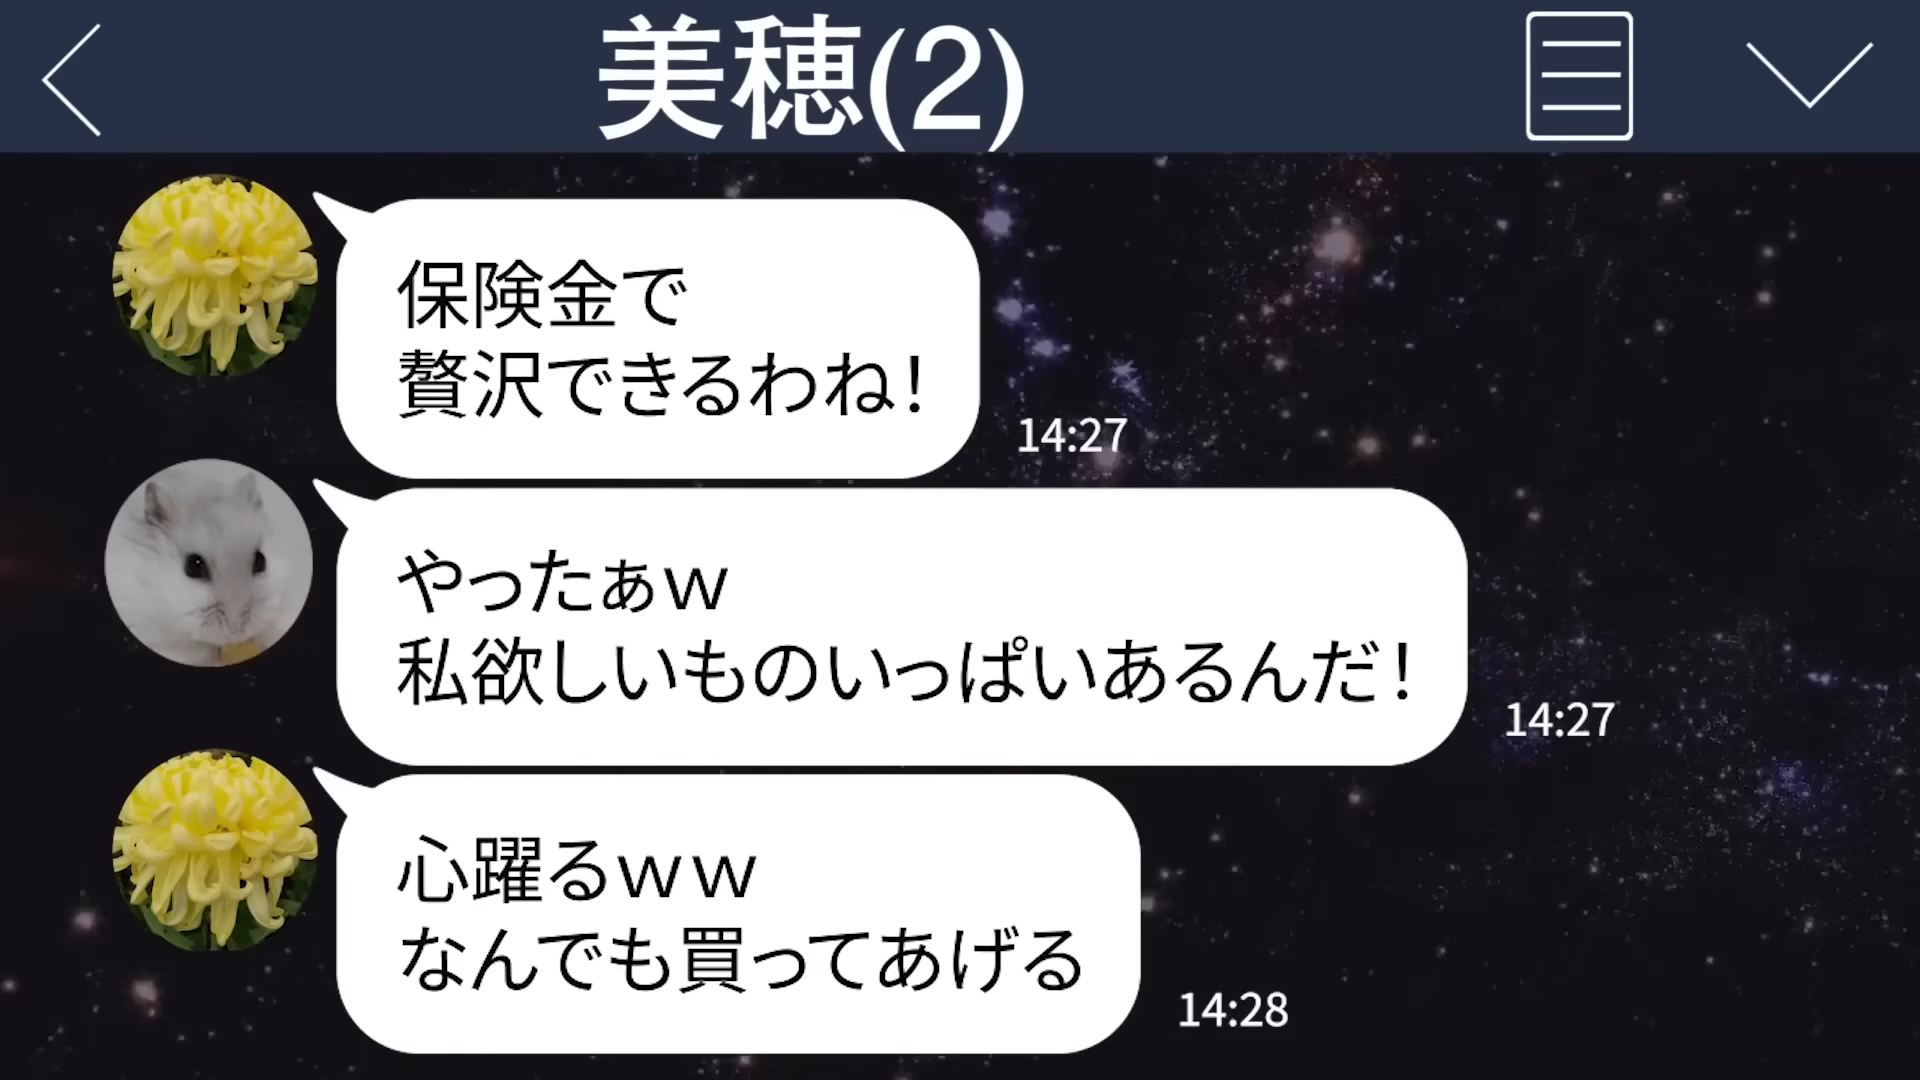 美穂(2)
保険金で
贅沢できるわね！
14:27
やったぁｗ
私欲しいものいっぱいあるんだ！
14:27
心躍るｗｗ
なんでも買ってあげる
14:28